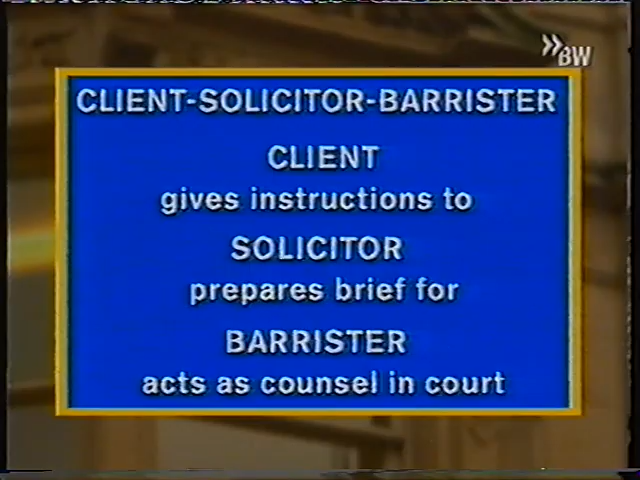 »BW
CLIENT-SOLICITOR-BARRISTER
CLIENT
gives instructions to
SOLICITOR
prepares brief for
BARRISTER
acts as counsel in court